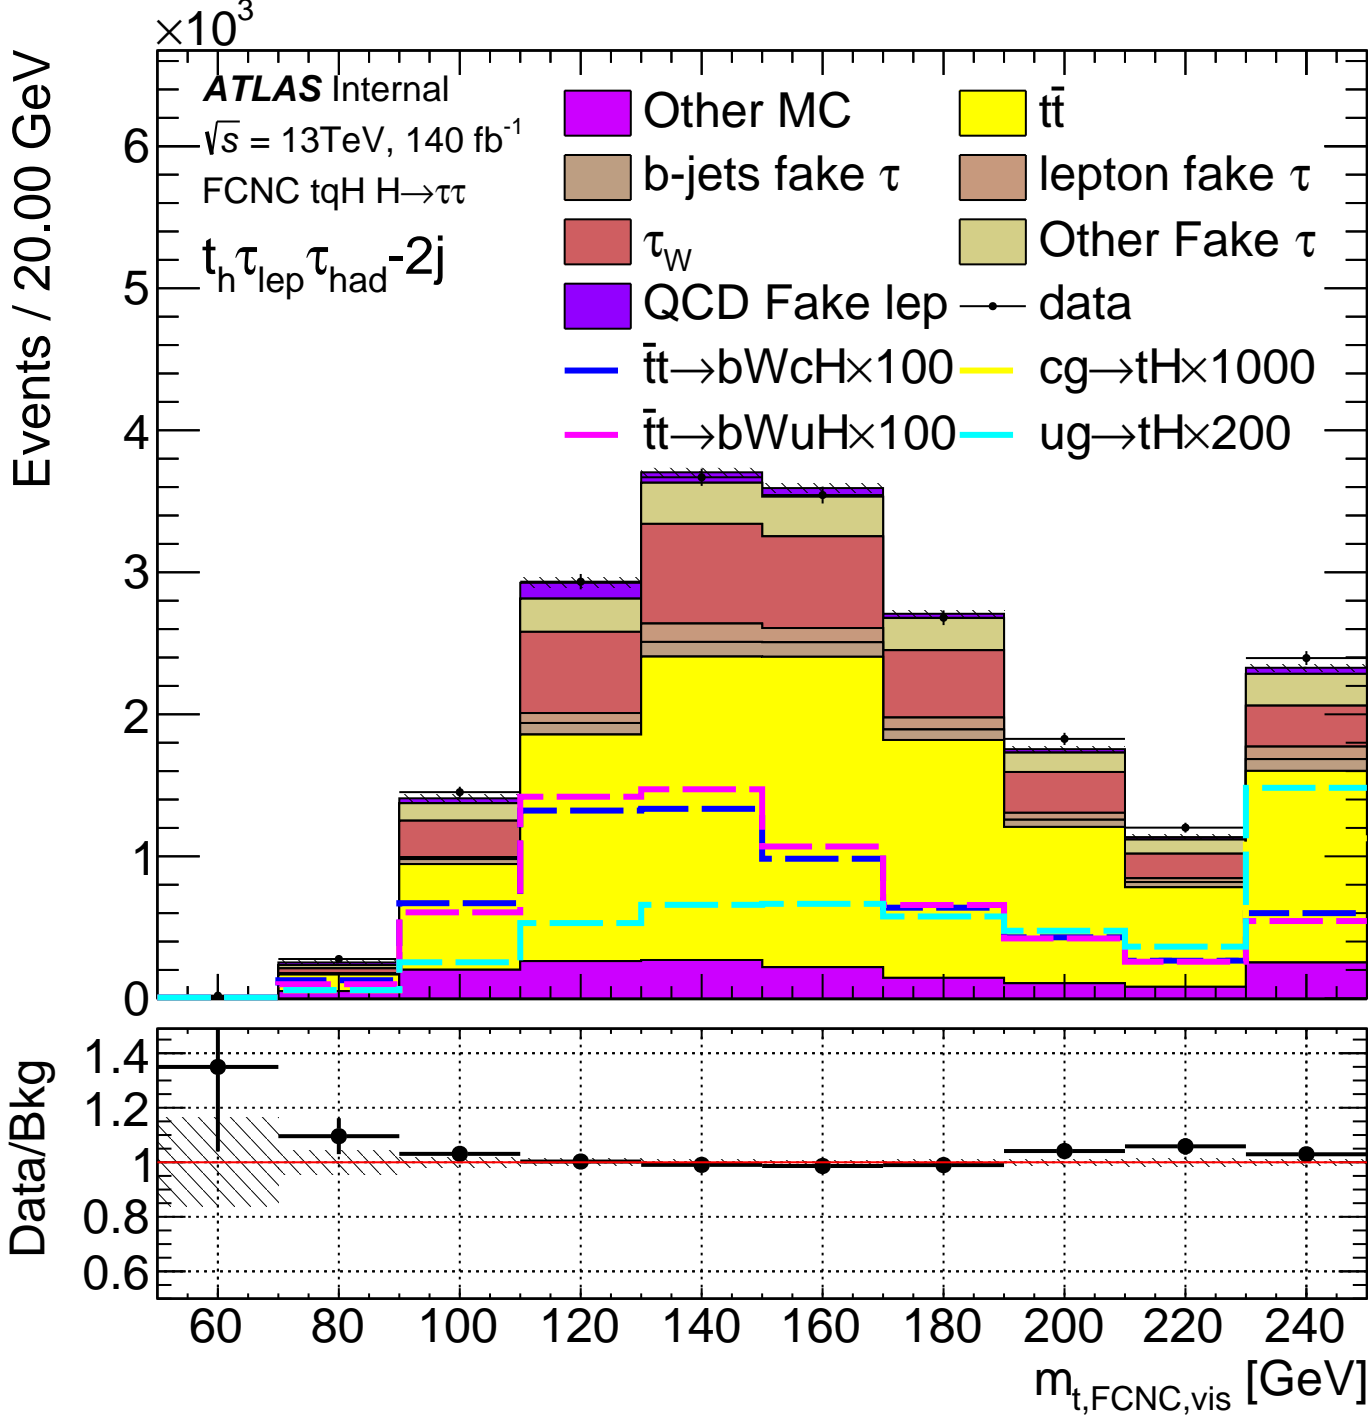 ×10³
Events / 20.00 GeV
ATLAS Internal
√s = 13TeV, 140 fb⁻¹
FCNC tqH H→ττ
t_h τ_lep τ_had-2j
Other MC
tt̄
b-jets fake τ
lepton fake τ
τ_W
Other Fake τ
QCD Fake lep
data
t̄t→bWcH×100
cg→tH×1000
t̄t→bWuH×100
ug→tH×200
6
5
4
3
2
1
0
Data/Bkg
1.4
1.2
1
0.8
0.6
60 80 100 120 140 160 180 200 220 240
m_t,FCNC,vis [GeV]